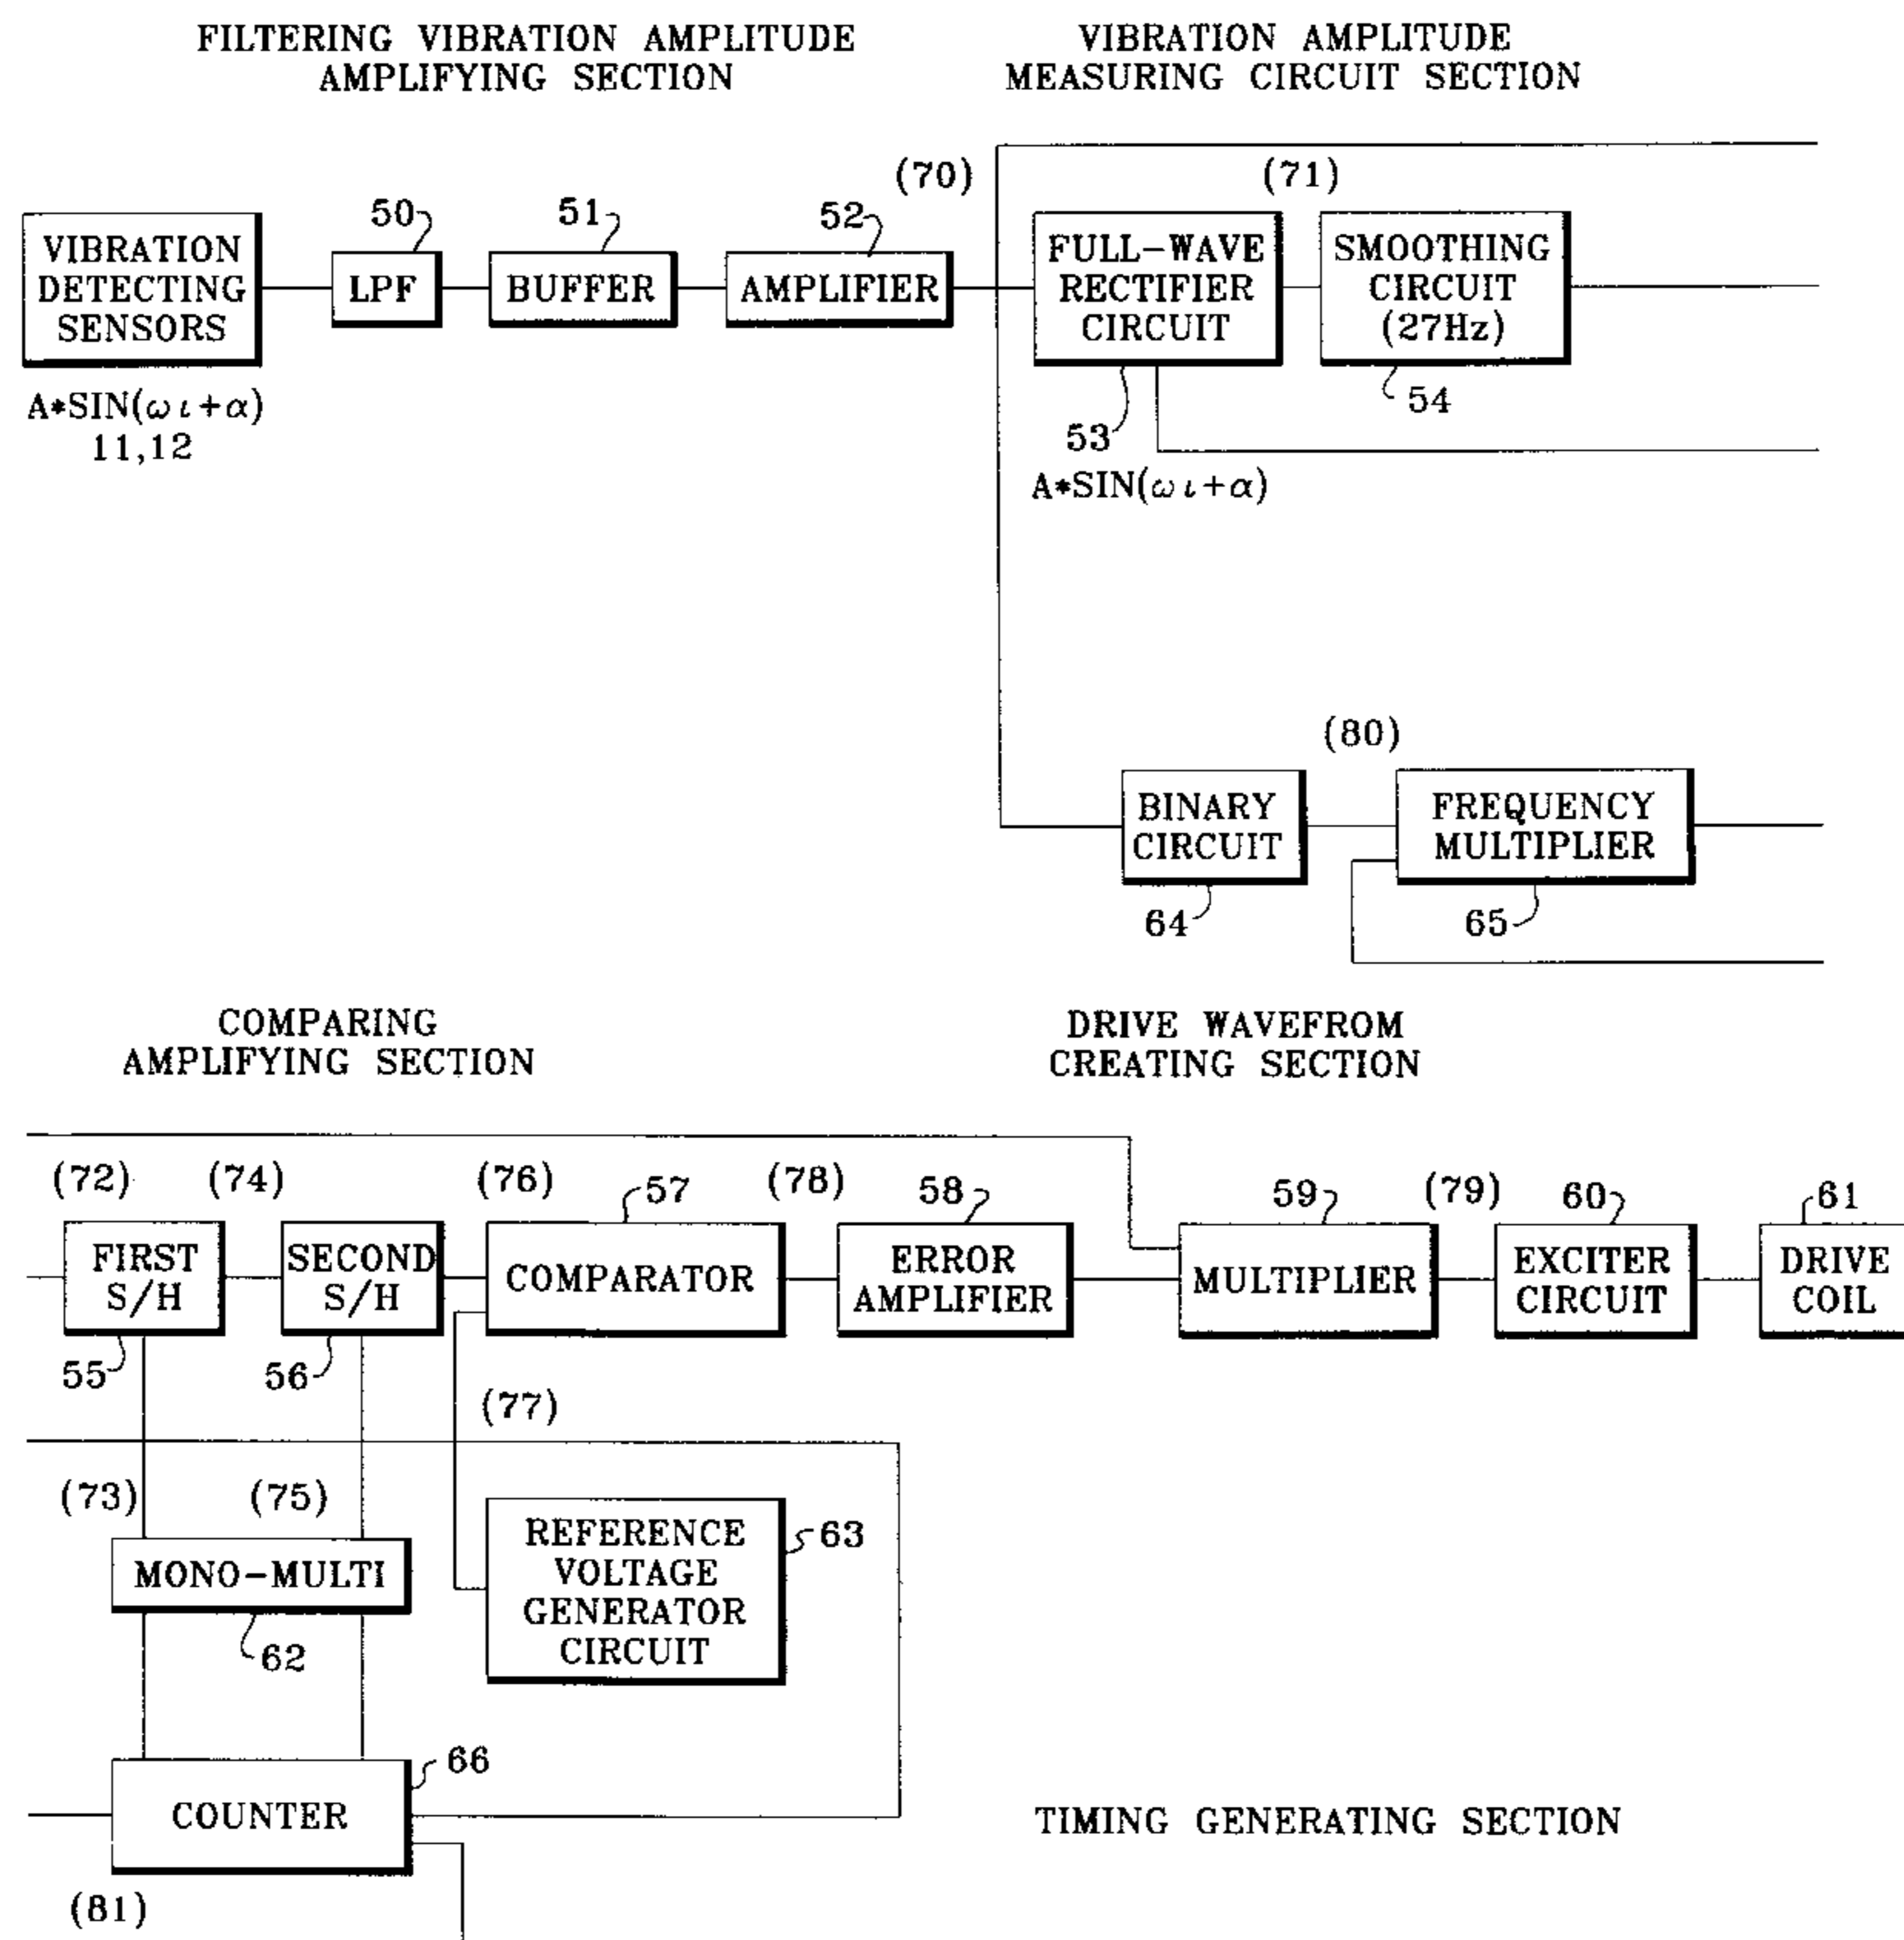 FILTERING VIBRATION AMPLITUDE
AMPLIFYING SECTION
VIBRATION AMPLITUDE
MEASURING CIRCUIT SECTION
(70)
(71)
50
51
52
VIBRATION
DETECTING
SENSORS
LPF
BUFFER
AMPLIFIER
FULL-WAVE
RECTIFIER
CIRCUIT
SMOOTHING
CIRCUIT
(27Hz)
A*SIN(ωι+α)
11,12
53
54
A*SIN(ωι+α)
(80)
BINARY
CIRCUIT
FREQUENCY
MULTIPLIER
64
65
COMPARING
AMPLIFYING SECTION
DRIVE WAVEFROM
CREATING SECTION
(72)
(74)
(76)
57
(78)
58
59
(79)
60
61
FIRST
S/H
SECOND
S/H
COMPARATOR
ERROR
AMPLIFIER
MULTIPLIER
EXCITER
CIRCUIT
DRIVE
COIL
55
56
(77)
(73)
(75)
MONO-MULTI
62
REFERENCE
VOLTAGE
GENERATOR
CIRCUIT
63
66
COUNTER
TIMING GENERATING SECTION
(81)